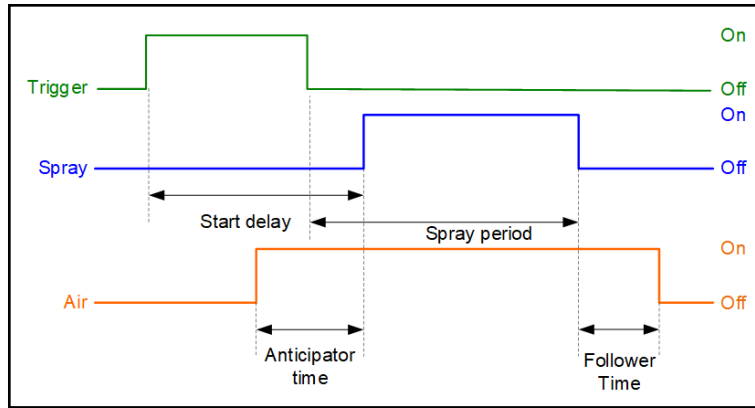 On
Trigger
Off
On
Spray
Off
Start delay
Spray period
On
Air
Off
Anticipator
time
Follower
Time